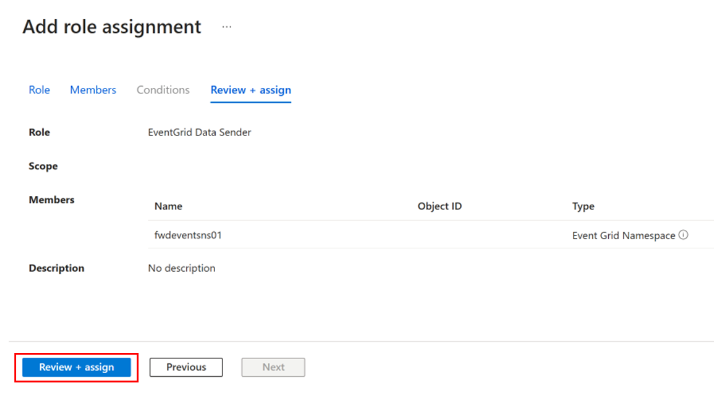 Add role assignment ...
Role Members Conditions Review + assign
Role EventGrid Data Sender
Scope
Members
Name Object ID Type
fwdeventsns01 Event Grid Namespace
Description No description
Review + assign Previous Next